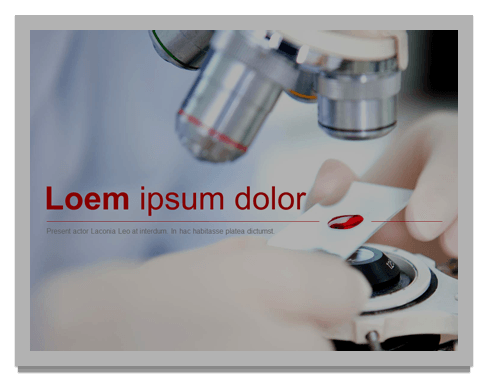 Loem ipsum dolor
Present actor Laconia Leo at interdum. In hac habitasse platea dictumst.